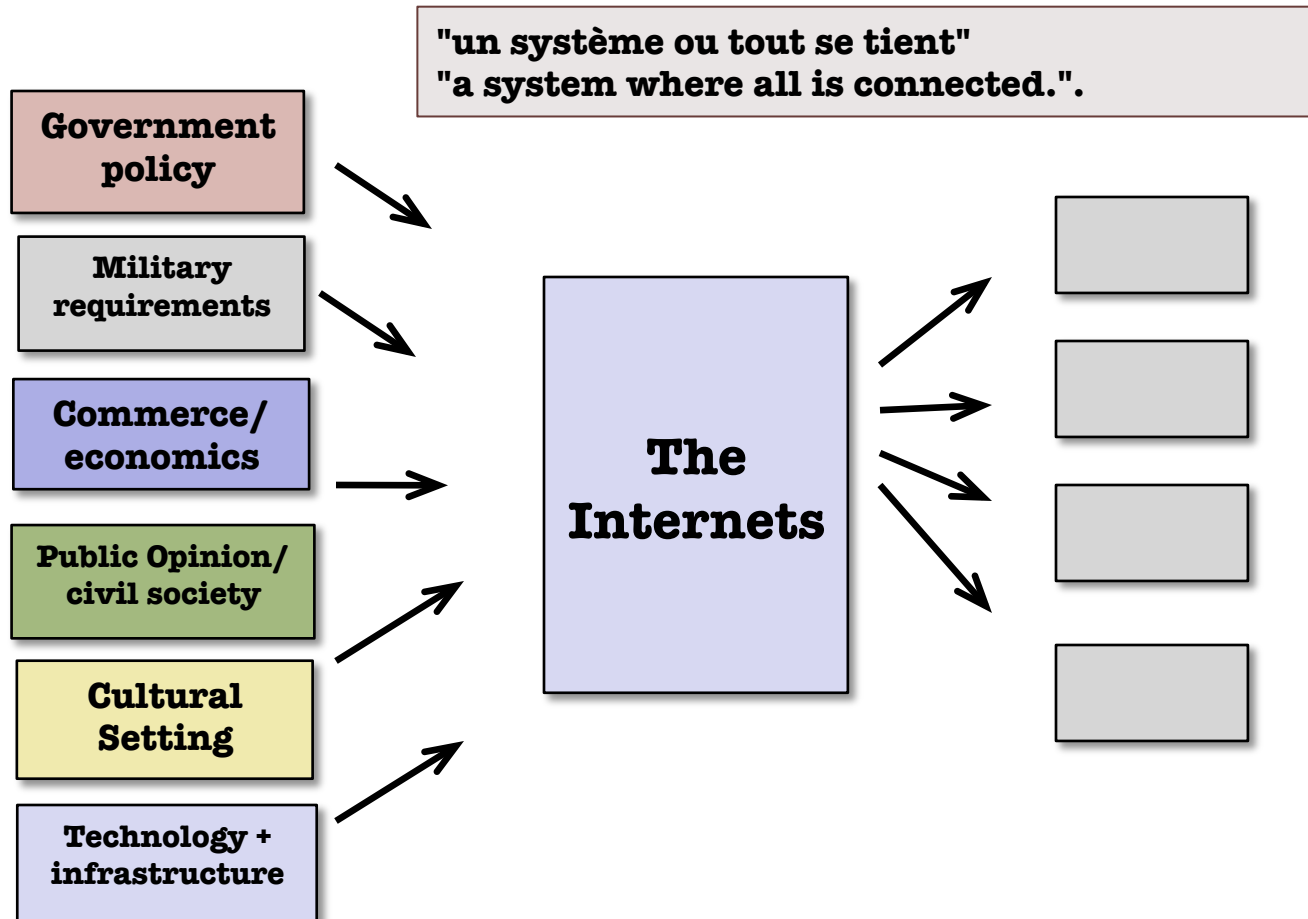 "un système ou tout se tient"
"a system where all is connected.".
Government
policy
Military
requirements
Commerce/
economics
Public Opinion/
civil society
Cultural
Setting
Technology +
infrastructure
The
Internets